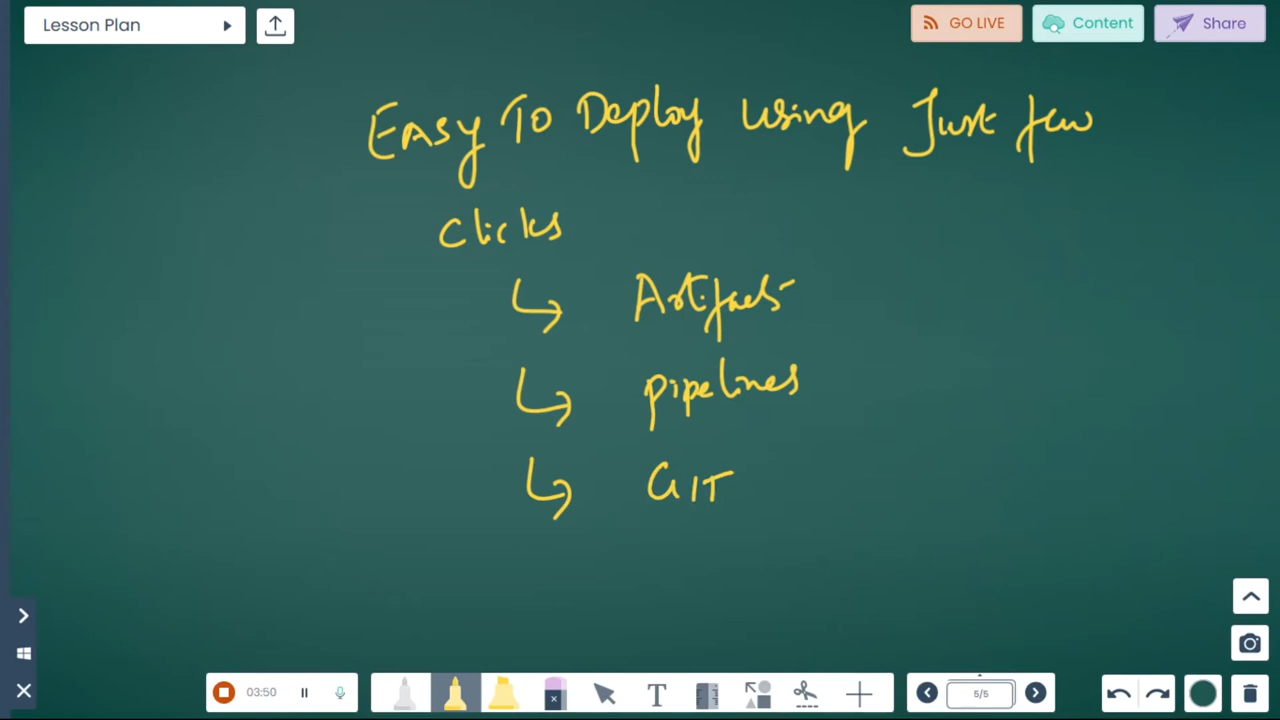 Lesson Plan
GO LIVE
Content
Share
Easy To Deploy using Just few
clicks
Artifacts
pipelines
GIT
03:50
5/5